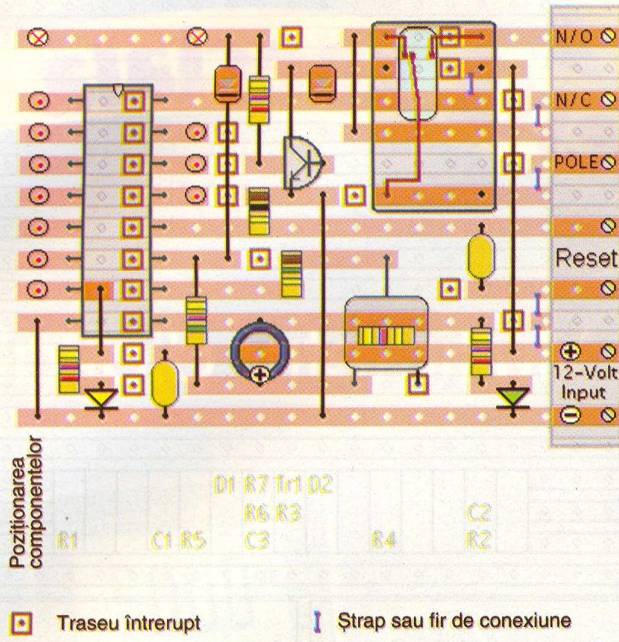 N/O
N/C
POLE
Reset
12-Volt
Input
Poziționarea
componentelor
D1 R7 Tr1 D2
R6 R3 C2
R1 C1 R5 C3 R4 R2
Traseu întrerupt
Ștrap sau fir de conexiune